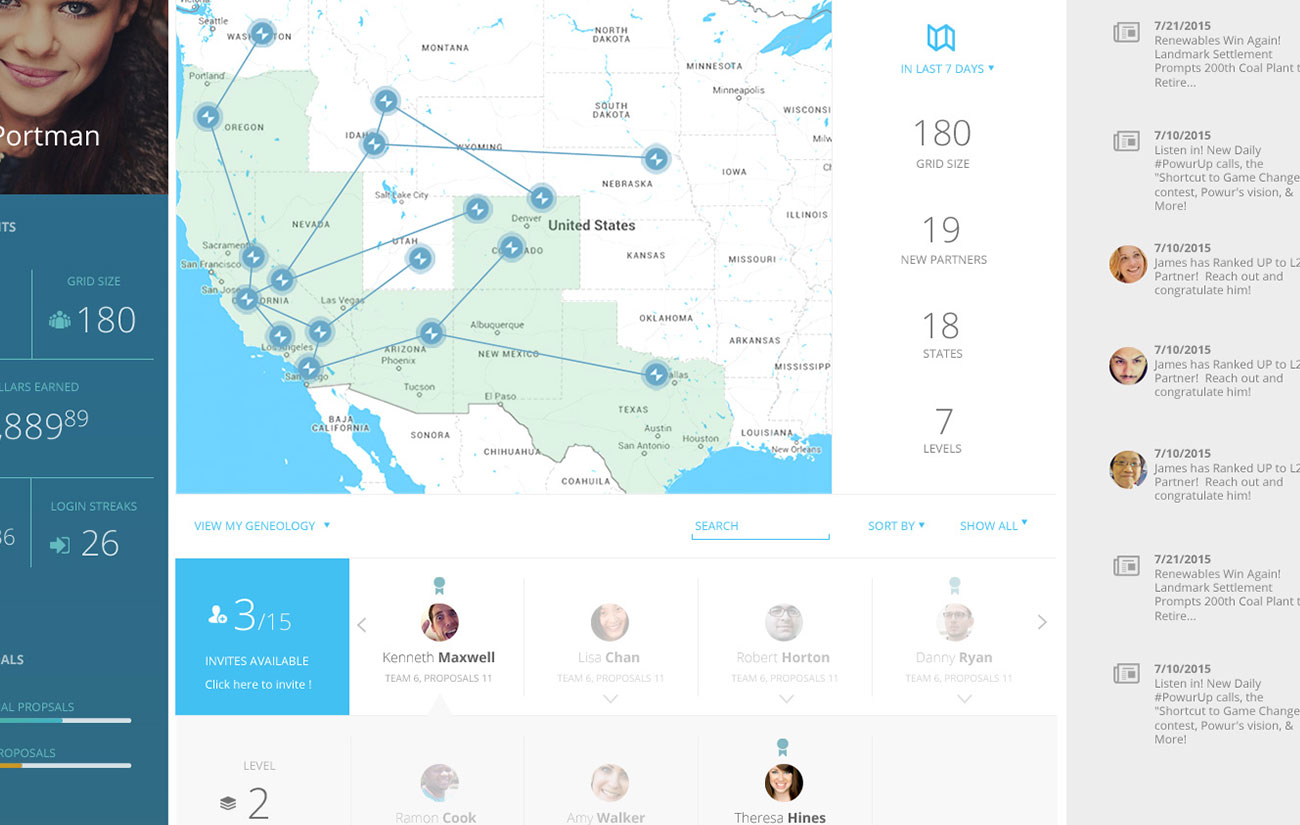 Portman
NTS
GRID SIZE
180
LLARS EARNED
,889 89
LOGIN STREAKS
36
26
ALS
AL PROPSALS
ROPOSALS
Seattle
WASHINGTON
MONTANA
NORTH
DAKOTA
MINNESOTA
Minneapolis
Portland
OREGON
IDAHO
SOUTH
DAKOTA
WISCONSI
Milw
WYOMING
IOWA
Ch
NEBRASKA
Salt Lake City
NEVADA
Denver
United States
ILLINOIS
Sacramento
UTAH
COLORADO
KANSAS
MISSOURI
San Francisco
San Jose
CALIFORNIA
Las Vegas
OKLAHOMA
Albuquerque
ARKANSAS
Los Angeles
ARIZONA
NEW MEXICO
Phoenix
MISSISSIPP
San Diego
Dallas
Tucson
El Paso
TEXAS
BAJA
CALIFORNIA
SONORA
Austin
San Antonio
Houston
LOUISIANA
New Orleans
CHIHUAHUA
COAHUILA
IN LAST 7 DAYS
180
GRID SIZE
19
NEW PARTNERS
18
STATES
7
LEVELS
VIEW MY GENEOLOGY
SEARCH
SORT BY
SHOW ALL
3/15
INVITES AVAILABLE
Click here to invite !
Kenneth Maxwell
TEAM 6, PROPOSALS 11
Lisa Chan
TEAM 6, PROPOSALS 11
Robert Horton
TEAM 6, PROPOSALS 11
Danny Ryan
TEAM 6, PROPOSALS 11
LEVEL
2
Ramon Cook
Amy Walker
Theresa Hines
7/21/2015
Renewables Win Again!
Landmark Settlement
Prompts 200th Coal Plant t
Retire...
7/10/2015
Listen in! New Daily
#PowurUp calls, the
"Shortcut to Game Change
contest, Powur's vision, &
More!
7/10/2015
James has Ranked UP to L2
Partner! Reach out and
congratulate him!
7/10/2015
James has Ranked UP to L2
Partner! Reach out and
congratulate him!
7/10/2015
James has Ranked UP to L2
Partner! Reach out and
congratulate him!
7/21/2015
Renewables Win Again!
Landmark Settlement
Prompts 200th Coal Plant t
Retire...
7/10/2015
Listen in! New Daily
#PowurUp calls, the
"Shortcut to Game Change
contest, Powur's vision, &
More!